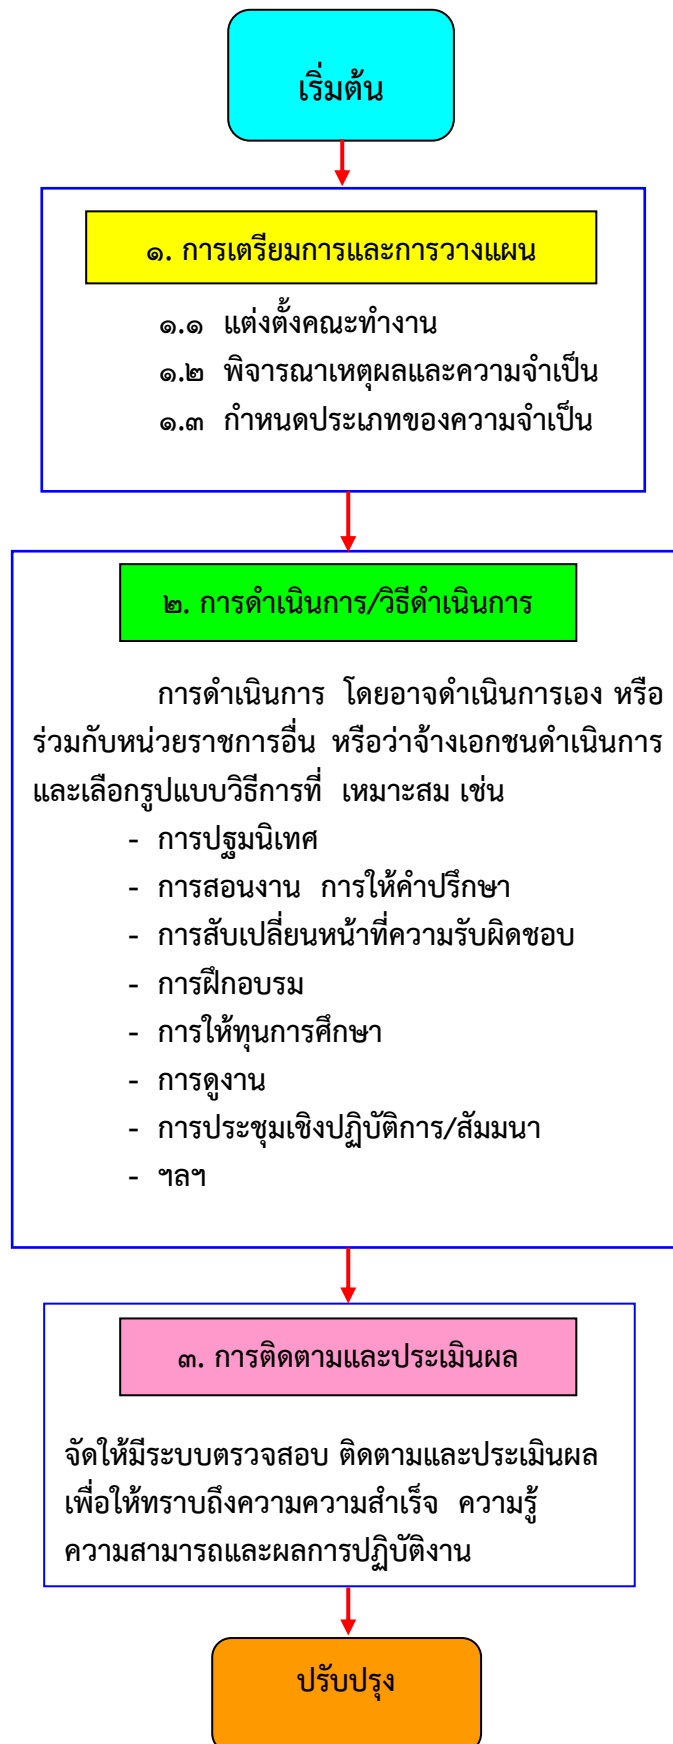 เริ่มต้น
๑. การเตรียมการและการวางแผน
๑.๑ แต่งตั้งคณะทำงาน
๑.๒ พิจารณาเหตุผลและความจำเป็น
๑.๓ กำหนดประเภทของความจำเป็น
๒. การดำเนินการ/วิธีดำเนินการ
การดำเนินการ โดยอาจดำเนินการเอง หรือ
ร่วมกับหน่วยราชการอื่น หรือว่าจ้างเอกชนดำเนินการ
และเลือกรูปแบบวิธีการที่ เหมาะสม เช่น
- การปฐมนิเทศ
- การสอนงาน การให้คำปรึกษา
- การสับเปลี่ยนหน้าที่ความรับผิดชอบ
- การฝึกอบรม
- การให้ทุนการศึกษา
- การดูงาน
- การประชุมเชิงปฏิบัติการ/สัมมนา
- ฯลฯ
๓. การติดตามและประเมินผล
จัดให้มีระบบตรวจสอบ ติดตามและประเมินผล
เพื่อให้ทราบถึงความความสำเร็จ ความรู้
ความสามารถและผลการปฏิบัติงาน
ปรับปรุง